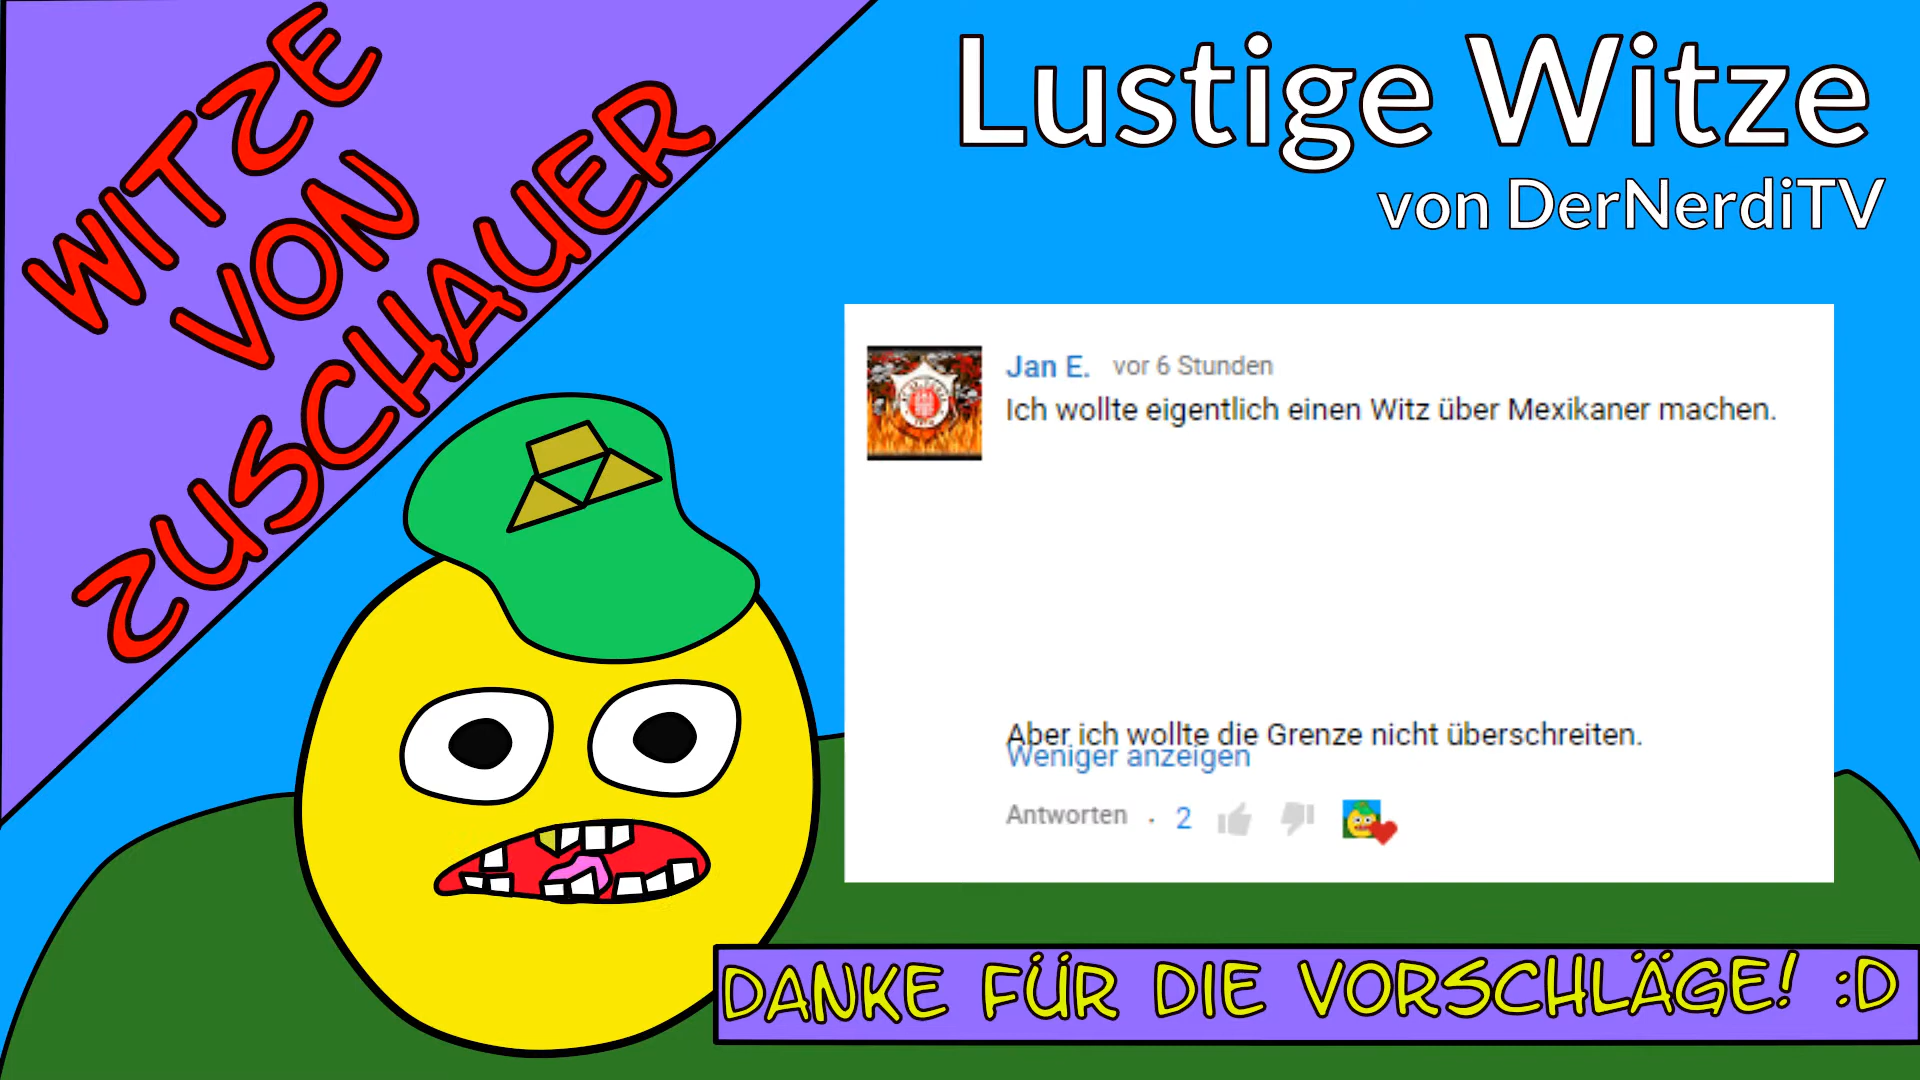 WITZE
VON
ZUSCHAUER
Lustige Witze
von DerNerdiTV
Jan E. vor 6 Stunden
Ich wollte eigentlich einen Witz über Mexikaner machen.
Aber ich wollte die Grenze nicht überschreiten.
Weniger anzeigen
Antworten · 2
DANKE FÜR DIE VORSCHLÄGE! :D